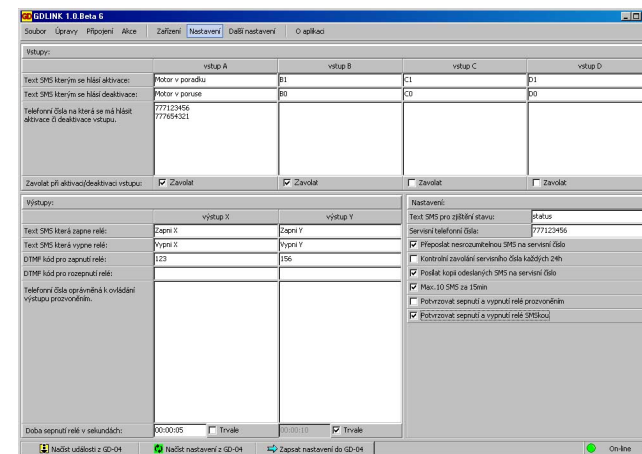 GDLINK 1.0.Beta 6
Soubor Úpravy Připojení Akce Zařízení Nastavení Další nastavení O aplikaci
Vstupy:
vstup A vstup B vstup C vstup D
Text SMS kterým se hlásí aktivace: Motor v poradku B1 C1 D1
Text SMS kterým se hlásí deaktivace: Motor v poruse B0 C0 D0
Telefonní čísla na která se má hlásit aktivace či deaktivace vstupu.
777123456
777654321
Zavolat při aktivaci/deaktivaci vstupu: Zavolat Zavolat Zavolat Zavolat
Výstupy:
výstup X výstup Y
Text SMS která zapne relé: Zapni X Zapni Y
Text SMS která vypne relé: Vypni X Vypni Y
DTMF kód pro zapnutí relé: 123 156
DTMF kód pro rozepnutí relé:
Telefonní čísla oprávněná k ovládání výstupu prozvoněním.
Doba sepnutí relé v sekundách: 00:00:05 Trvale 00:00:10 Trvale
Nastavení:
Text SMS pro zjištění stavu: status
Servisní telefonní čísla: 777123456
Přeposlat nesrozumitelnou SMS na servisní číslo
Kontrolní zavolání servisního čísla každých 24h
Posílat kopii odeslaných SMS na servisní číslo
Max.10 SMS za 15min
Potvrzovat sepnutí a vypnutí relé prozvoněním
Potvrzovat sepnutí a vypnutí relé SMSkou
Načíst události z GD-04 Načíst nastavení z GD-04 Zapsat nastavení do GD-04 On-line